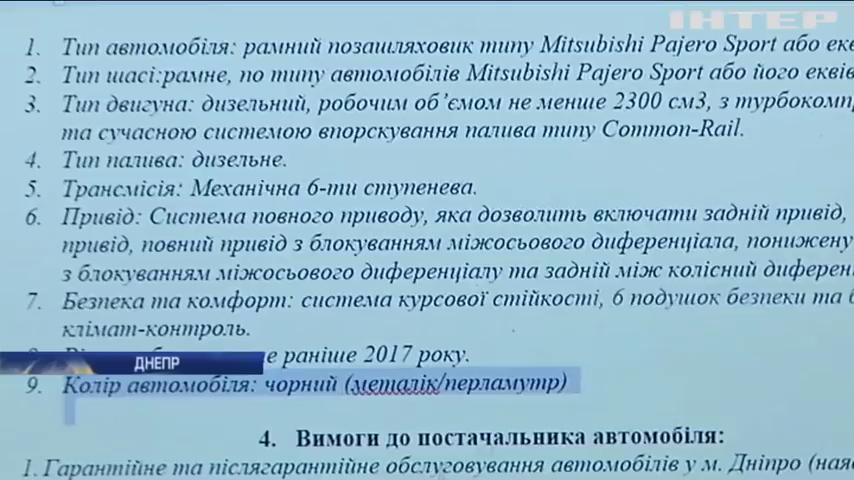 ІНТЕР
1. Тип автомобіля: рамний позашляховик типу Mitsubishi Pajero Sport або екв
2. Тип шасі:рамне, по типу автомобілів Mitsubishi Pajero Sport або його еквів
3. Тип двигуна: дизельний, робочим об’ємом не менше 2300 см3, з турбокомпр
та сучасною системою впорскування палива типу Common-Rail.
4. Тип палива: дизельне.
5. Трансмісія: Механічна 6-ти ступенева.
6. Привід: Система повного приводу, яка дозволить включати задній привід,
привід, повний привід з блокуванням міжосьового диференціала, понижену
з блокуванням міжосьового диференціалу та задній між колісний диферен
7. Безпека та комфорт: система курсової стійкості, 6 подушок безпеки та б
клімат-контроль.
ДНЕПР
е раніше 2017 року.
9. Колір автомобіля: чорний (металік/перламутр)
4. Вимоги до постачальника автомобіля:
1. Гарантійне та післягарантійне обслуговування автомобілів у м. Дніпро (наяв